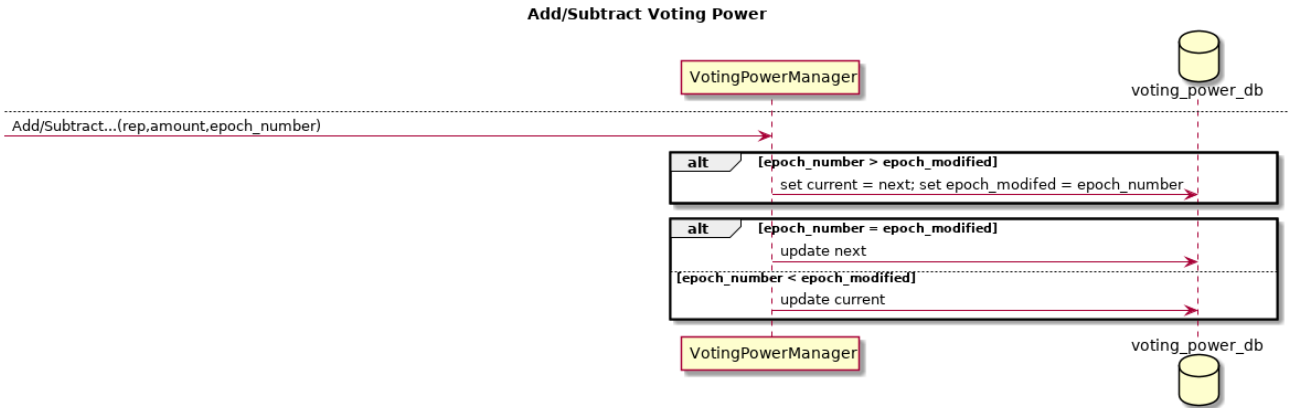 Add/Subtract Voting Power
VotingPowerManager
voting_power_db
Add/Subtract...(rep,amount,epoch_number)
alt [epoch_number > epoch_modified]
set current = next; set epoch_modifed = epoch_number
alt [epoch_number = epoch_modified]
update next
[epoch_number < epoch_modified]
update current
VotingPowerManager
voting_power_db